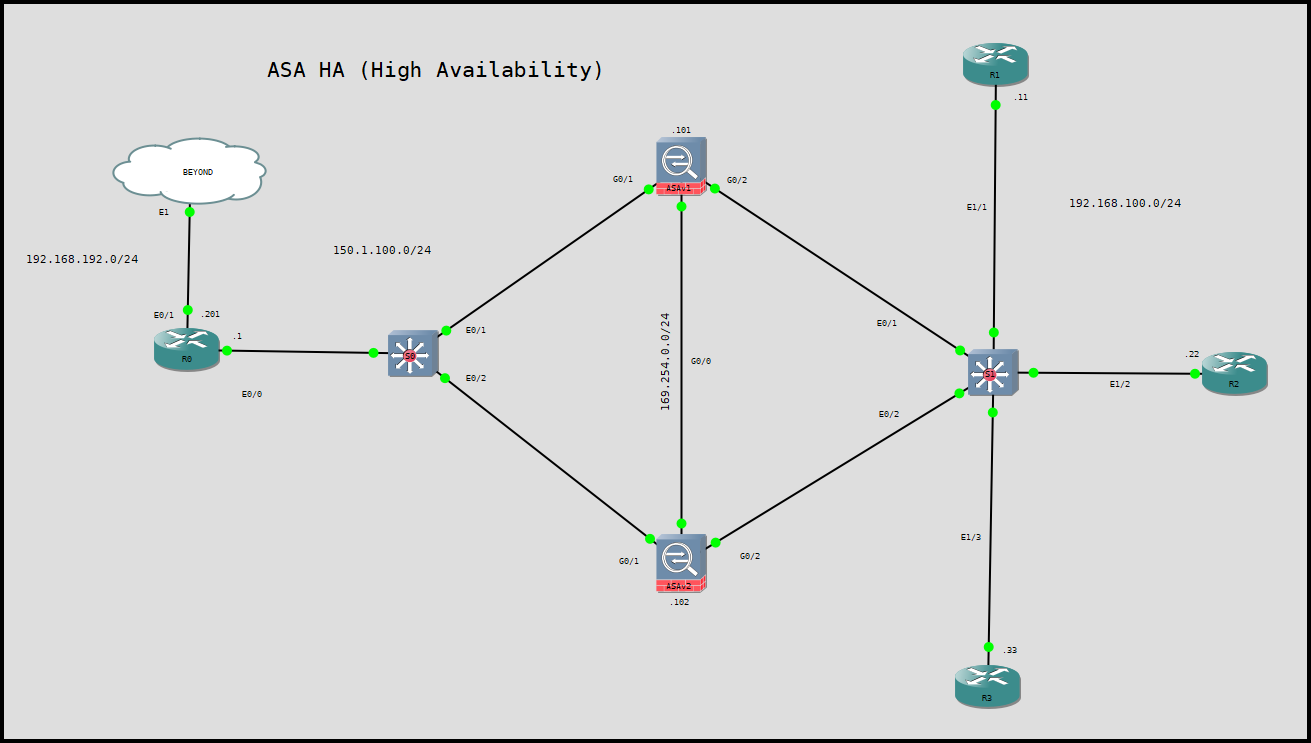 ASA HA (High Availability)
R1
.11
.101
BEYOND
G0/1
G0/2
ASAv1
E1
E1/1
192.168.100.0/24
192.168.192.0/24
150.1.100.0/24
E0/1
.201
E0/1
E0/1
.1
R0
S0
169.254.0.0/24
G0/0
.22
S1
R2
E0/2
E1/2
E0/0
E0/2
E1/3
G0/1
G0/2
ASAv2
.102
.33
R3